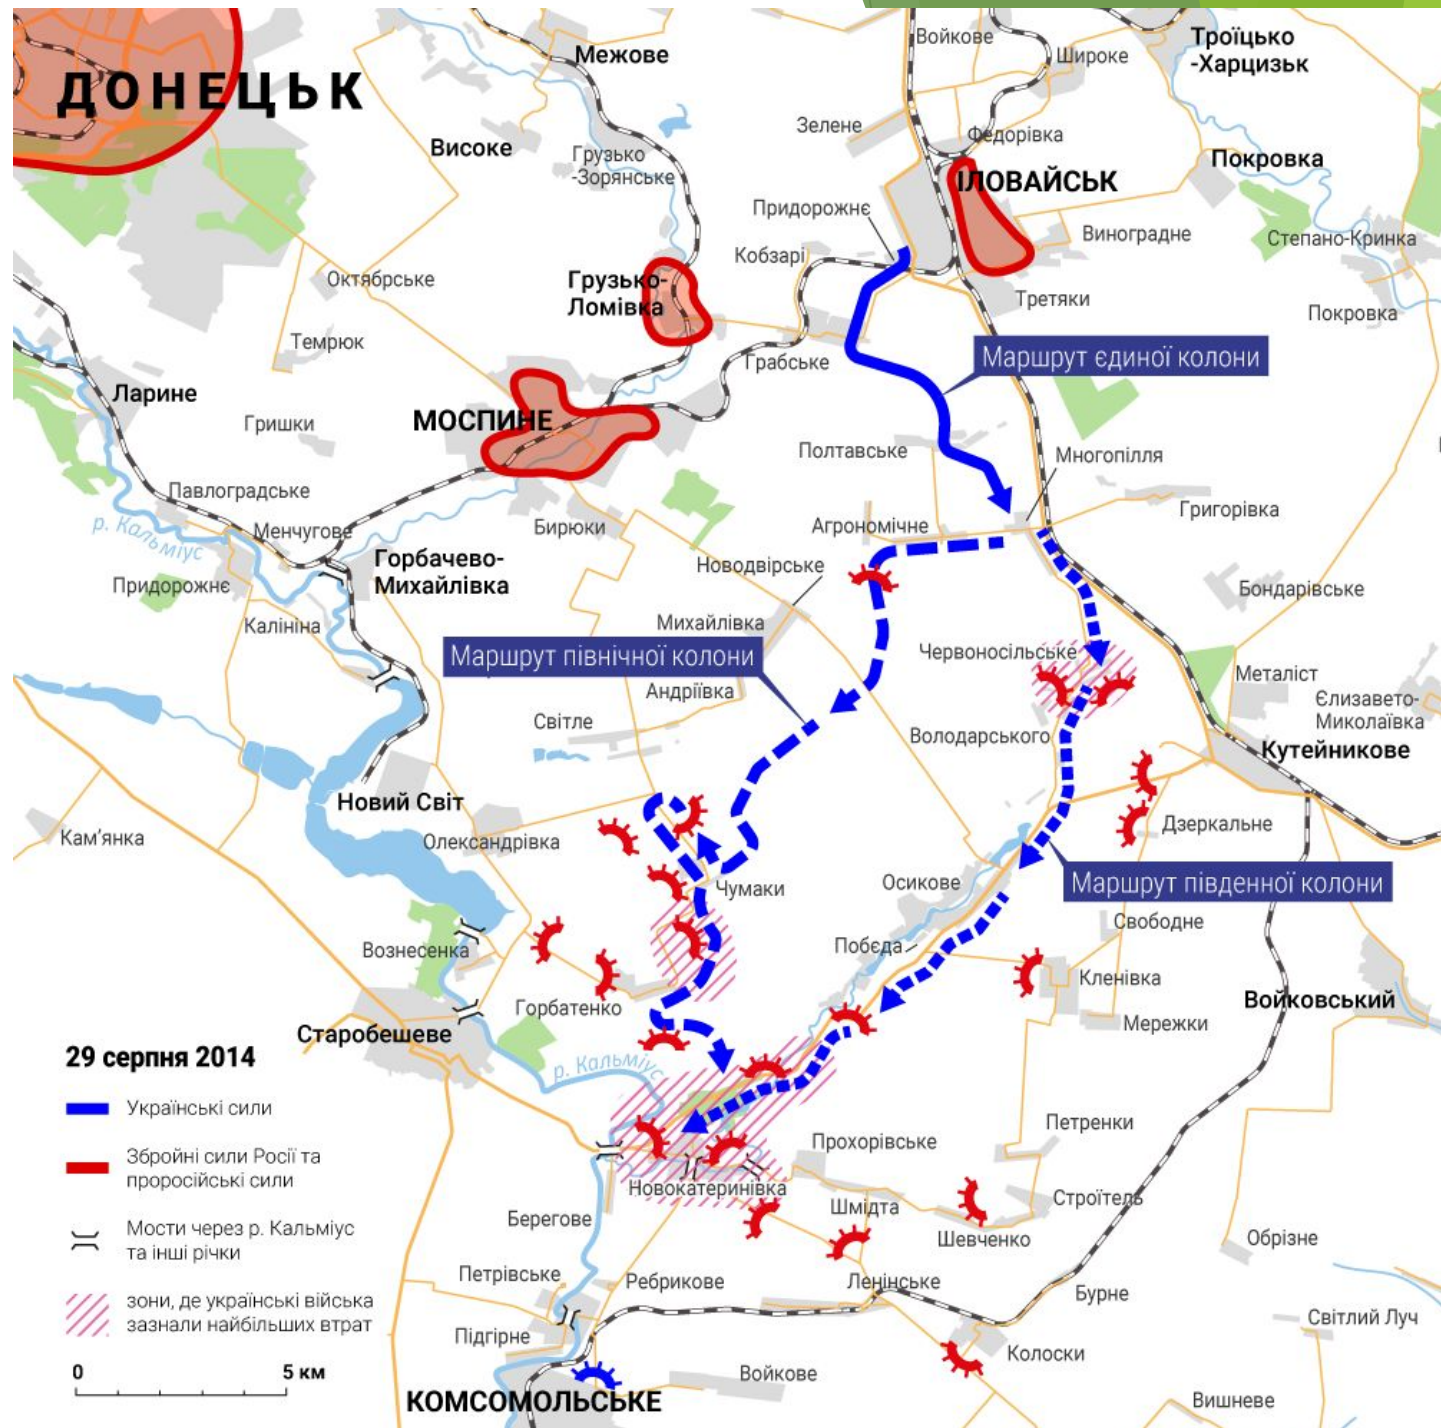 Войкове
Троїцько
-Харцизьк
Межове
Широке
ДОНЕЦЬК
Зелене
Федорівка
Високе
Грузько
-Зорянське
Покровка
ІЛОВАЙСЬК
Придорожнє
Виноградне
Степано-Кринка
Кобзарі
Октябрське
Грузько-
Ломівка
Третяки
Покровка
Темрюк
Грабське
Маршрут єдиної колони
Ларине
МОСПИНЕ
Гришки
Полтавське
Многопілля
Павлоградське
Григорівка
р. Кальміус
Менчугове
Бирюки
Агрономічне
Горбачево-
Михайлівка
Новодвірське
Придорожнє
Бондарівське
Калініна
Михайлівка
Маршрут північної колони
Червоносільське
Металіст
Андріївка
Єлизавето-
Миколаївка
Світле
Володарського
Кутейникове
Новий Світ
Кам’янка
Олександрівка
Дзеркальне
Чумаки
Осикове
Маршрут південної колони
Свободне
Вознесенка
Побєда
Кленівка
Горбатенко
Войковський
Старобешеве
Мережки
29 серпня 2014
р. Кальміус
Українські сили
Петренки
Прохорівське
Збройні сили Росії та
проросійські сили
Новокатеринівка
Строїтель
Шмідта
Берегове
Мости через р. Кальміус
та інші річки
Шевченко
Обрізне
Петрівське
Ребрикове
Ленінське
Бурне
зони, де українські війська
зазнали найбільших втрат
Світлий Луч
Підгірне
Колоски
0
5 км
Войкове
КОМСОМОЛЬСЬКЕ
Вишневе